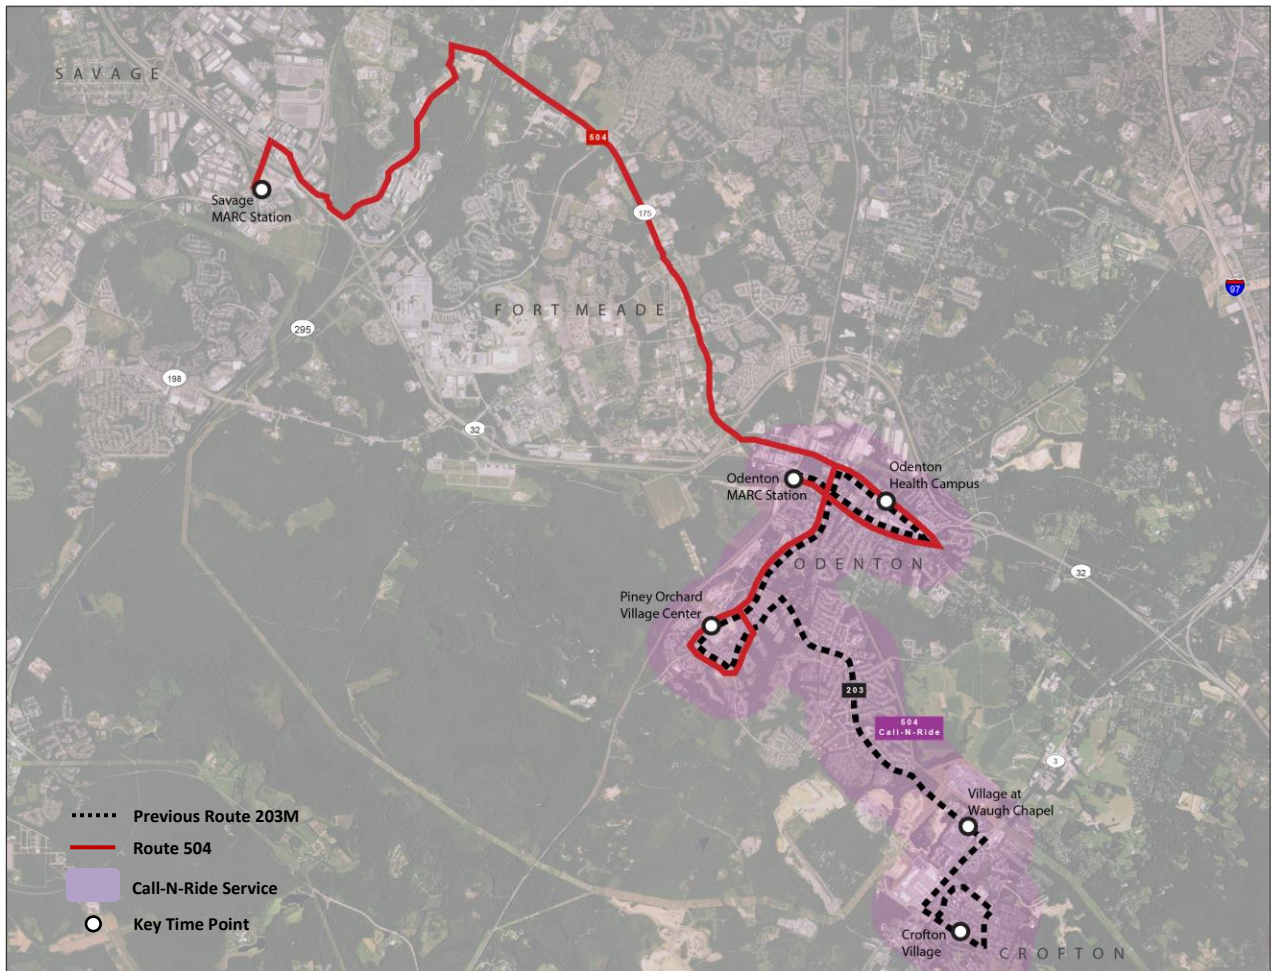 SAVAGE
504
Savage
MARC Station
175
FORT MEADE
97
295
198
32
Odenton
MARC Station
Odenton
Health Campus
ODENTON
32
Piney Orchard
Village Center
203
504
Call-N-Ride
3
Village at
Waugh Chapel
Previous Route 203M
Route 504
Call-N-Ride Service
Key Time Point
Crofton
Village
CROFTON